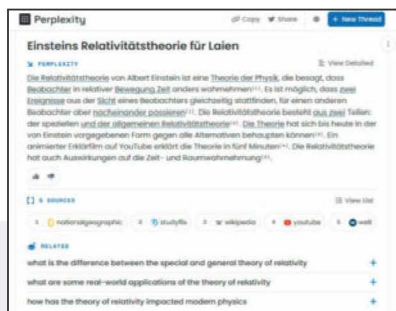 Perplexity
Copy Share + New Thread
Einsteins Relativitätstheorie für Laien
PERPLEXITY View Detailed
Die Relativitätstheorie von Albert Einstein ist eine Theorie der Physik, die besagt, dass
Beobachter in relativer Bewegung Zeit anders wahrnehmen. Es ist möglich, dass zwei
Ereignisse aus der Sicht eines Beobachters gleichzeitig stattfinden, für einen anderen
Beobachter aber nacheinander passieren. Die Relativitätstheorie besteht aus zwei Teilen:
der speziellen und der allgemeinen Relativitätstheorie. Die Theorie hat sich bis heute in der
von Einstein vorgegebenen Form gegen alle Alternativen behaupten können. Ein
animierter Erklärfilm auf YouTube erklärt die Theorie in fünf Minuten. Die Relativitätstheorie
hat auch Auswirkungen auf die Zeit- und Raumwahrnehmung.
5 SOURCES View List
nationalgeographic studyflix wikipedia youtube welt
RELATED
what is the difference between the special and general theory of relativity +
what are some real-world applications of the theory of relativity +
how has the theory of relativity impacted modern physics +